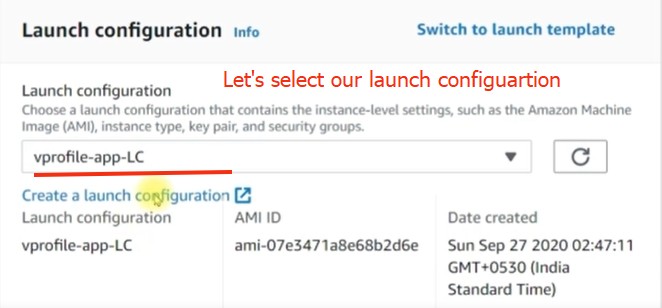 Launch configuration Info
Switch to launch template
Launch configuration
Let's select our launch configuartion
Choose a launch configuration that contains the instance-level settings, such as the Amazon Machine
Image (AMI), instance type, key pair, and security groups.
vprofile-app-LC
Create a launch configuration
Launch configuration
vprofile-app-LC
AMI ID
ami-07e3471a8e68b2d6e
Date created
Sun Sep 27 2020 02:47:11
GMT+0530 (India
Standard Time)